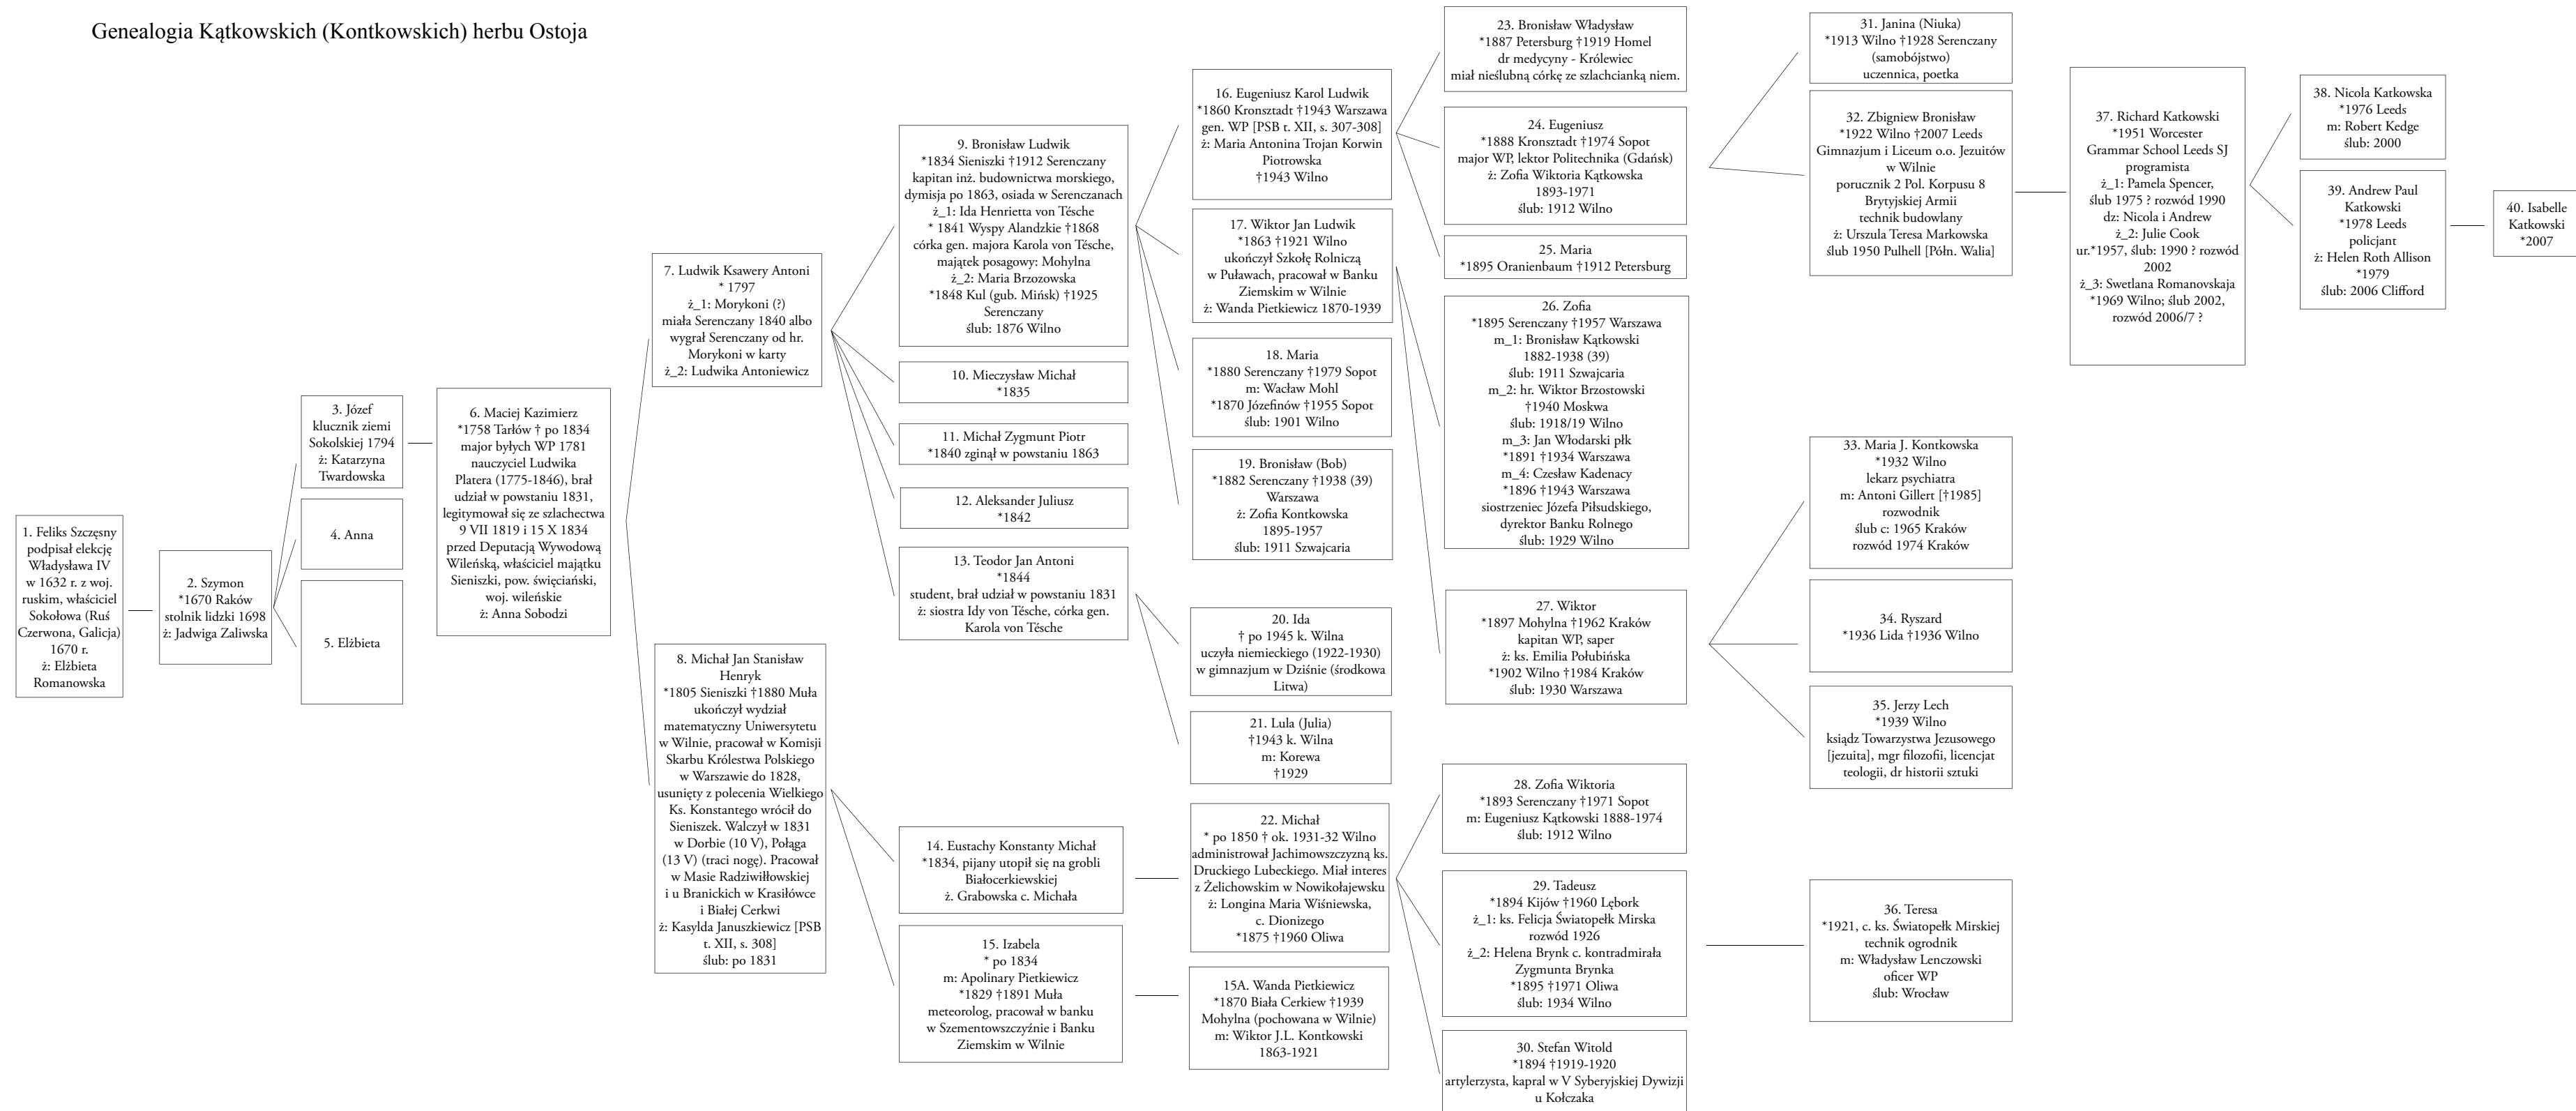 Genealogia Kątkowskich (Kontkowskich) herbu Ostoja
1. Feliks Szczęsny
podpisał elekcję
Władysława IV
w 1632 r. z woj.
ruskim, właściciel
Sokołowa (Ruś
Czerwona, Galicja)
1670 r.
ż: Elżbieta
Romanowska
2. Szymon
*1670 Raków
stolnik lidzki 1698
ż: Jadwiga Zaliwska
3. Józef
klucznik ziemi
Sokolskiej 1794
ż: Katarzyna
Twardowska
4. Anna
5. Elżbieta
6. Maciej Kazimierz
*1758 Tarłów † po 1834
major byłych WP 1781
nauczyciel Ludwika
Platera (1775-1846), brał
udział w powstaniu 1831,
legitymował się ze szlachectwa
9 VII 1819 i 15 X 1834
przed Deputacją Wywodową
Wileńską, właściciel majątku
Sieniszki, pow. święciański,
woj. wileńskie
ż: Anna Sobodzi
7. Ludwik Ksawery Antoni
* 1797
ż_1: Morykoni (?)
miała Serenczany 1840 albo
wygrał Serenczany od hr.
Morykoni w karty
ż_2: Ludwika Antoniewicz
8. Michał Jan Stanisław
Henryk
*1805 Sieniszki †1880 Muła
ukończył wydział
matematyczny Uniwersytetu
w Wilnie, pracował w Komisji
Skarbu Królestwa Polskiego
w Warszawie do 1828,
usunięty z polecenia Wielkiego
Ks. Konstantego wrócił do
Sieniszek. Walczył w 1831
w Dorbie (10 V), Połąga
(13 V) (traci nogę). Pracował
w Masie Radziwiłłowskiej
i u Branickich w Krasiłówce
i Białej Cerkwi
ż: Kasylda Januszkiewicz [PSB
t. XII, s. 308]
ślub: po 1831
9. Bronisław Ludwik
*1834 Sieniszki †1912 Serenczany
kapitan inż. budownictwa morskiego,
dymisja po 1863, osiada w Serenczanach
ż_1: Ida Henrietta von Tésche
* 1841 Wyspy Alandzkie †1868
córka gen. majora Karola von Tésche,
majątek posagowy: Mohylna
ż_2: Maria Brzozowska
*1848 Kul (gub. Mińsk) †1925
Serenczany
ślub: 1876 Wilno
10. Mieczysław Michał
*1835
11. Michał Zygmunt Piotr
*1840 zginął w powstaniu 1863
12. Aleksander Juliusz
*1842
13. Teodor Jan Antoni
*1844
student, brał udział w powstaniu 1831
ż: siostra Idy von Tésche, córka gen.
Karola von Tésche
14. Eustachy Konstanty Michał
*1834, pijany utopił się na grobli
Białocerkiewskiej
ż. Grabowska c. Michała
15. Izabela
* po 1834
m: Apolinary Pietkiewicz
*1829 †1891 Muła
meteorolog, pracował w banku
w Szementowszczyźnie i Banku
Ziemskim w Wilnie
16. Eugeniusz Karol Ludwik
*1860 Kronsztadt †1943 Warszawa
gen. WP [PSB t. XII, s. 307-308]
ż: Maria Antonina Trojan Korwin
Piotrowska
†1943 Wilno
17. Wiktor Jan Ludwik
*1863 †1921 Wilno
ukończył Szkołę Rolniczą
w Puławach, pracował w Banku
Ziemskim w Wilnie
ż: Wanda Pietkiewicz 1870-1939
18. Maria
*1880 Serenczany †1979 Sopot
m: Wacław Mohl
*1870 Józefinów †1955 Sopot
ślub: 1901 Wilno
19. Bronisław (Bob)
*1882 Serenczany †1938 (39)
Warszawa
ż: Zofia Kontkowska
1895-1957
ślub: 1911 Szwajcaria
20. Ida
† po 1945 k. Wilna
uczyła niemieckiego (1922-1930)
w gimnazjum w Dziśnie (środkowa
Litwa)
21. Lula (Julia)
†1943 k. Wilna
m: Korewa
†1929
22. Michał
* po 1850 † ok. 1931-32 Wilno
administrował Jachimowszczyzną ks.
Druckiego Lubeckiego. Miał interes
z Żelichowskim w Nowikołajewsku
ż: Longina Maria Wiśniewska,
c. Dionizego
*1875 †1960 Oliwa
15A. Wanda Pietkiewicz
*1870 Biała Cerkiew †1939
Mohylna (pochowana w Wilnie)
m: Wiktor J.L. Kontkowski
1863-1921
23. Bronisław Władysław
*1887 Petersburg †1919 Homel
dr medycyny - Królewiec
miał nieślubną córkę ze szlachcianką niem.
24. Eugeniusz
*1888 Kronsztadt †1974 Sopot
major WP, lektor Politechnika (Gdańsk)
ż: Zofia Wiktoria Kątkowska
1893-1971
ślub: 1912 Wilno
25. Maria
*1895 Oranienbaum †1912 Petersburg
26. Zofia
*1895 Serenczany †1957 Warszawa
m_1: Bronisław Kątkowski
1882-1938 (39)
ślub: 1911 Szwajcaria
m_2: hr. Wiktor Brzostowski
†1940 Moskwa
ślub: 1918/19 Wilno
m_3: Jan Włodarski płk
*1891 †1934 Warszawa
m_4: Czesław Kadenacy
*1896 †1943 Warszawa
siostrzeniec Józefa Piłsudskiego,
dyrektor Banku Rolnego
ślub: 1929 Wilno
27. Wiktor
*1897 Mohylna †1962 Kraków
kapitan WP, saper
ż: ks. Emilia Połubińska
*1902 Wilno †1984 Kraków
ślub: 1930 Warszawa
28. Zofia Wiktoria
*1893 Serenczany †1971 Sopot
m: Eugeniusz Kątkowski 1888-1974
ślub: 1912 Wilno
29. Tadeusz
*1894 Kijów †1960 Lębork
ż_1: ks. Felicja Światopełk Mirska
rozwód 1926
ż_2: Helena Brynk c. kontradmirała
Zygmunta Brynka
*1895 †1971 Oliwa
ślub: 1934 Wilno
30. Stefan Witold
*1894 †1919-1920
artylerzysta, kapral w V Syberyjskiej Dywizji
u Kołczaka
31. Janina (Niuka)
*1913 Wilno †1928 Serenczany
(samobójstwo)
uczennica, poetka
32. Zbigniew Bronisław
*1922 Wilno †2007 Leeds
Gimnazjum i Liceum o.o. Jezuitów
w Wilnie
porucznik 2 Pol. Korpusu 8
Brytyjskiej Armii
technik budowlany
ż: Urszula Teresa Markowska
ślub 1950 Pulhell [Półn. Walia]
33. Maria J. Kontkowska
*1932 Wilno
lekarz psychiatra
m: Antoni Gillert [†1985]
rozwodnik
ślub c: 1965 Kraków
rozwód 1974 Kraków
34. Ryszard
*1936 Lida †1936 Wilno
35. Jerzy Lech
*1939 Wilno
ksiądz Towarzystwa Jezusowego
[jezuita], mgr filozofii, licencjat
teologii, dr historii sztuki
36. Teresa
*1921, c. ks. Światopełk Mirskiej
technik ogrodnik
m: Władysław Lenczowski
oficer WP
ślub: Wrocław
37. Richard Katkowski
*1951 Worcester
Grammar School Leeds SJ
programista
ż_1: Pamela Spencer,
ślub 1975 ? rozwód 1990
dz: Nicola i Andrew
ż_2: Julie Cook
ur.*1957, ślub: 1990 ? rozwód
2002
ż_3: Swetlana Romanovskaja
*1969 Wilno; ślub 2002,
rozwód 2006/7 ?
38. Nicola Katkowska
*1976 Leeds
m: Robert Kedge
ślub: 2000
39. Andrew Paul
Katkowski
*1978 Leeds
policjant
ż: Helen Roth Allison
*1979
ślub: 2006 Clifford
40. Isabelle
Katkowski
*2007